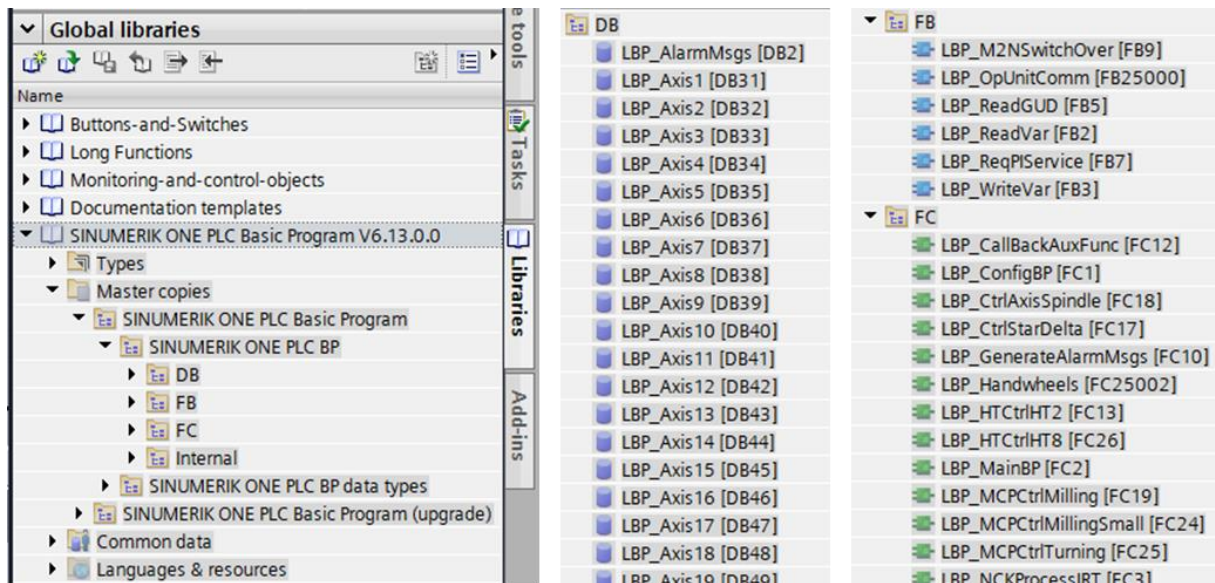 Global libraries
Name
Buttons-and-Switches
Long Functions
Monitoring-and-control-objects
Documentation templates
SINUMERIK ONE PLC Basic Program V6.13.0.0
Types
Master copies
SINUMERIK ONE PLC Basic Program
SINUMERIK ONE PLC BP
DB
FB
FC
Internal
SINUMERIK ONE PLC BP data types
SINUMERIK ONE PLC Basic Program (upgrade)
Common data
Languages & resources
e tools
Tasks
Libraries
Add-ins
DB
LBP_AlarmMsgs [DB2]
LBP_Axis1 [DB31]
LBP_Axis2 [DB32]
LBP_Axis3 [DB33]
LBP_Axis4 [DB34]
LBP_Axis5 [DB35]
LBP_Axis6 [DB36]
LBP_Axis7 [DB37]
LBP_Axis8 [DB38]
LBP_Axis9 [DB39]
LBP_Axis10 [DB40]
LBP_Axis11 [DB41]
LBP_Axis12 [DB42]
LBP_Axis13 [DB43]
LBP_Axis14 [DB44]
LBP_Axis15 [DB45]
LBP_Axis16 [DB46]
LBP_Axis17 [DB47]
LBP_Axis18 [DB48]
LBP_Axis19 [DB49]
FB
LBP_M2NSwitchOver [FB9]
LBP_OpUnitComm [FB25000]
LBP_ReadGUD [FB5]
LBP_ReadVar [FB2]
LBP_ReqPIService [FB7]
LBP_WriteVar [FB3]
FC
LBP_CallBackAuxFunc [FC12]
LBP_ConfigBP [FC1]
LBP_CtrlAxisSpindle [FC18]
LBP_CtrlStarDelta [FC17]
LBP_GenerateAlarmMsgs [FC10]
LBP_Handwheels [FC25002]
LBP_HTCtrlHT2 [FC13]
LBP_HTCtrlHT8 [FC26]
LBP_MainBP [FC2]
LBP_MCPCtrlMilling [FC19]
LBP_MCPCtrlMillingSmall [FC24]
LBP_MCPCtrlTurning [FC25]
LBP_NCKProcessIRT [FC3]